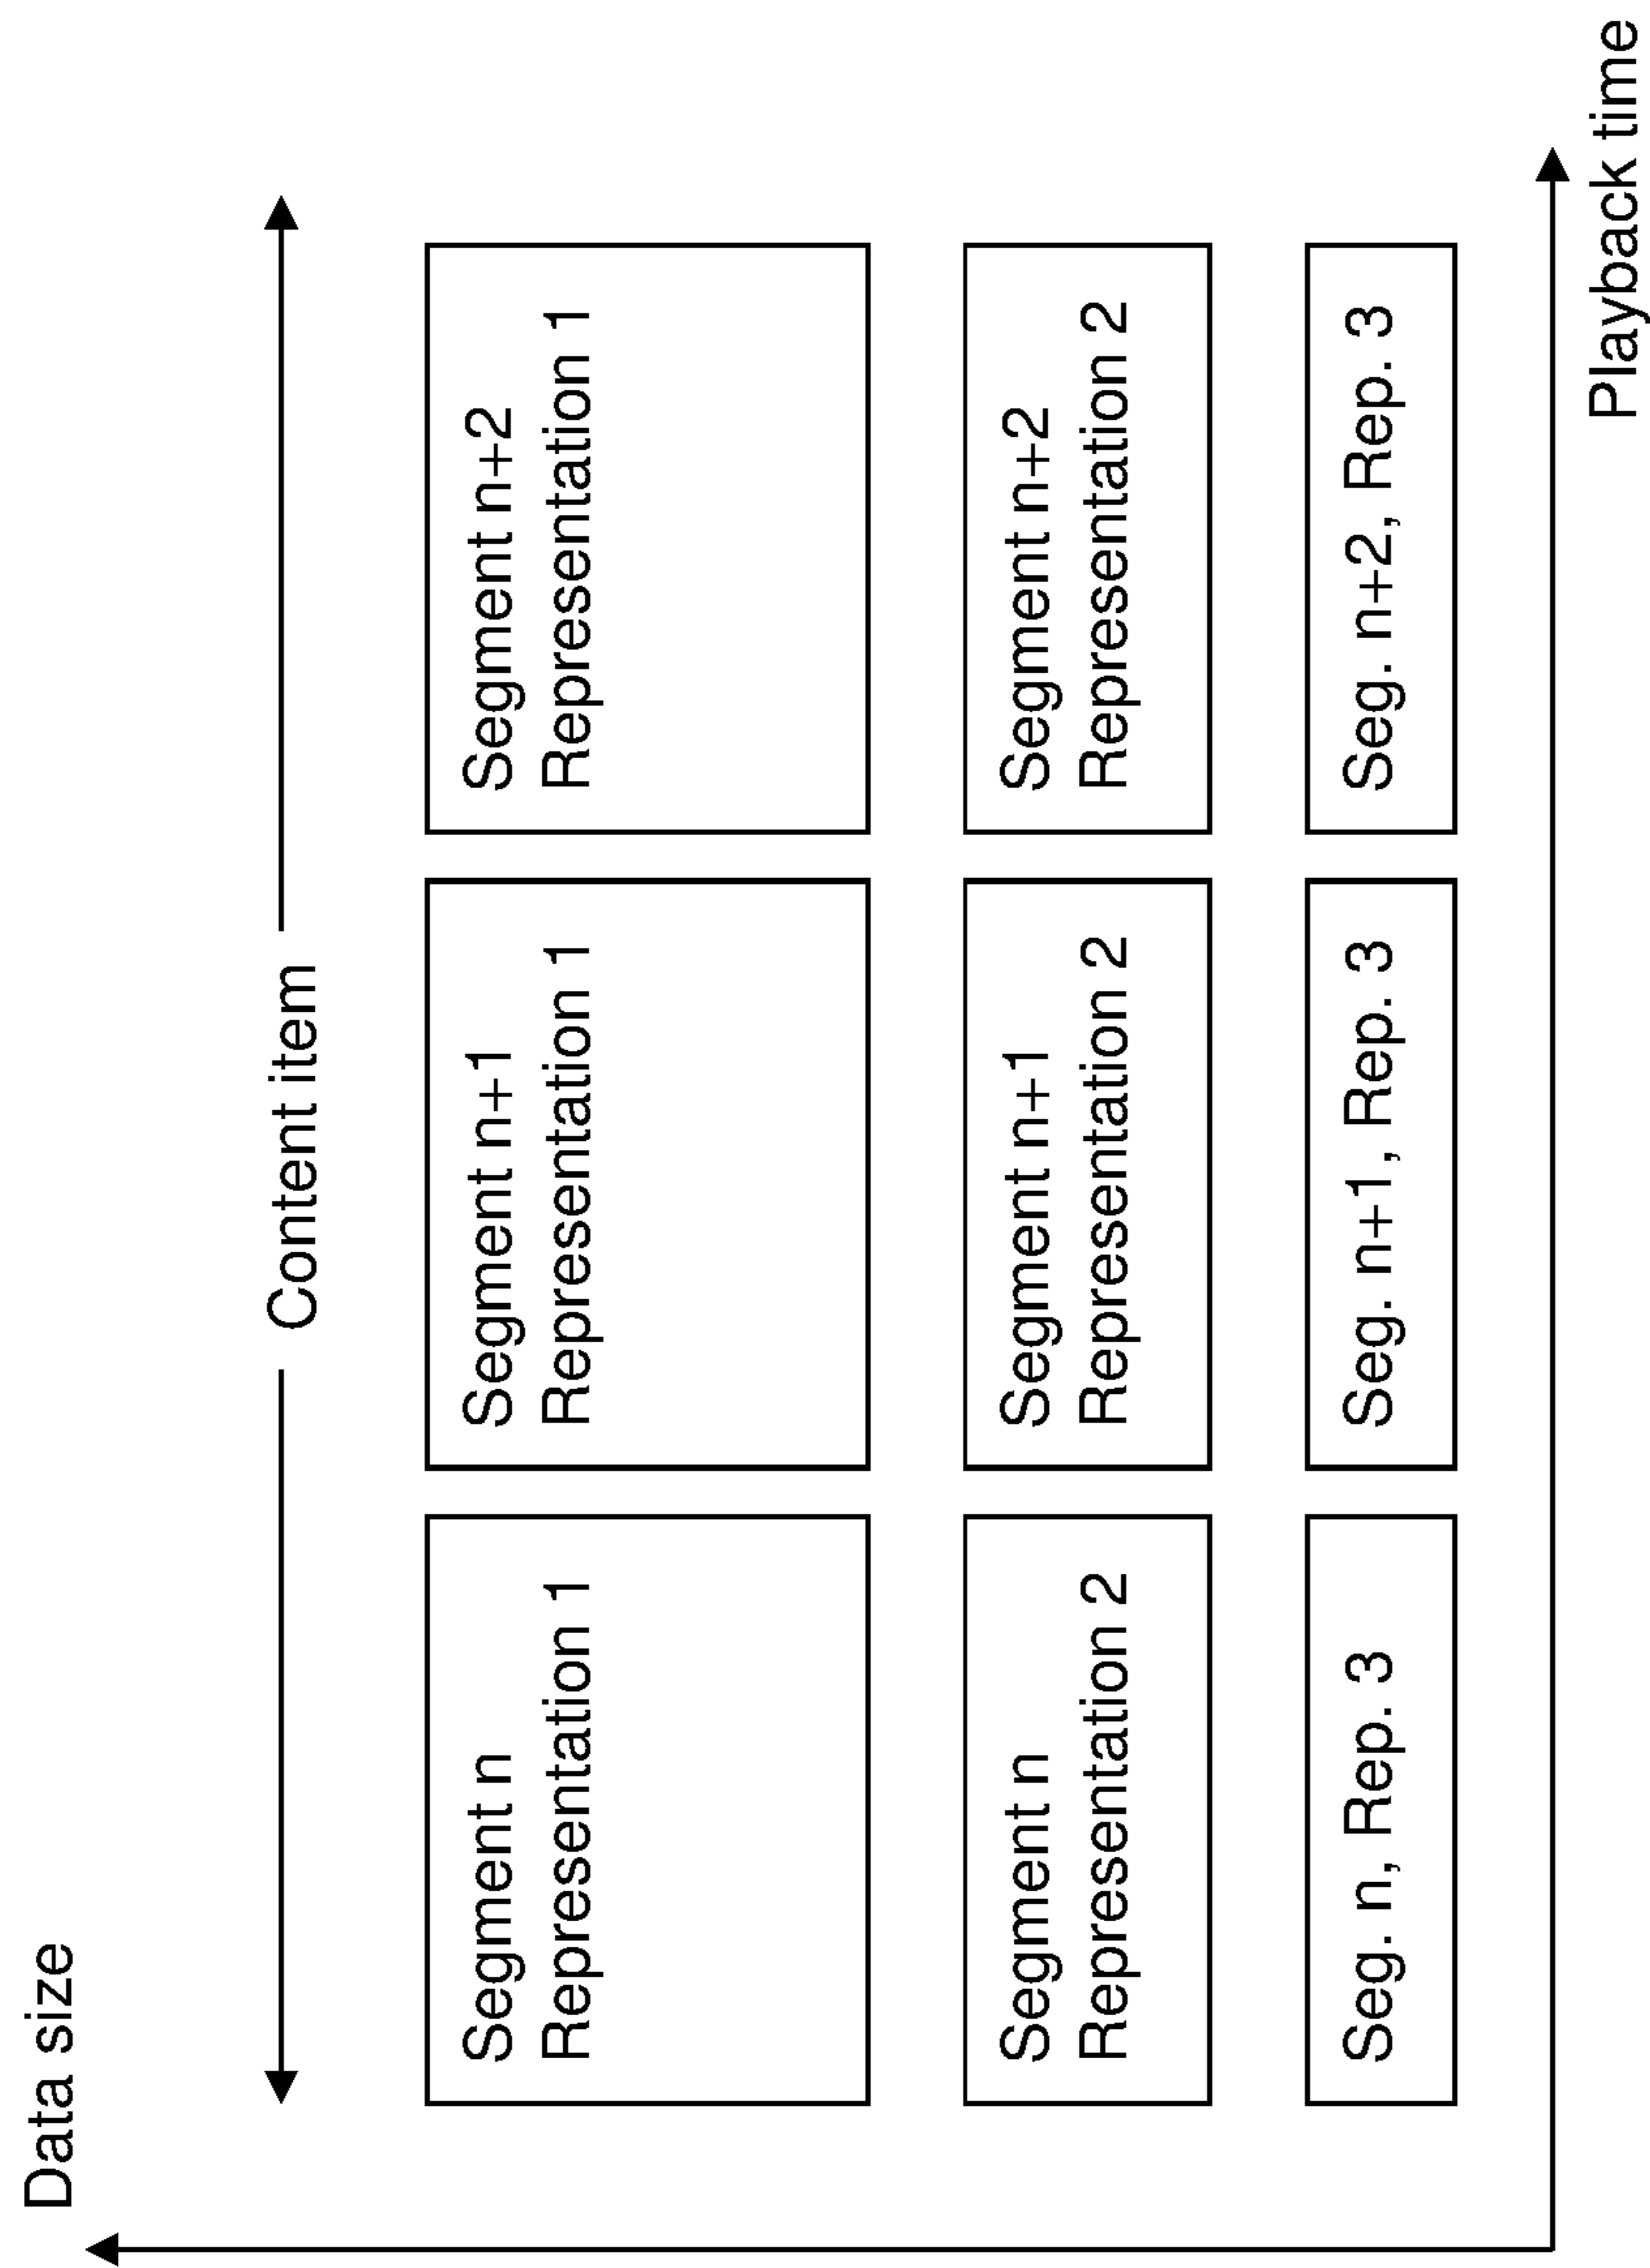 Data size
Content item
Segment n
Representation 1
Segment n+1
Representation 1
Segment n+2
Representation 1
Segment n
Representation 2
Segment n+1
Representation 2
Segment n+2
Representation 2
Seg. n, Rep. 3
Seg. n+1, Rep. 3
Seg. n+2, Rep. 3
Playback time